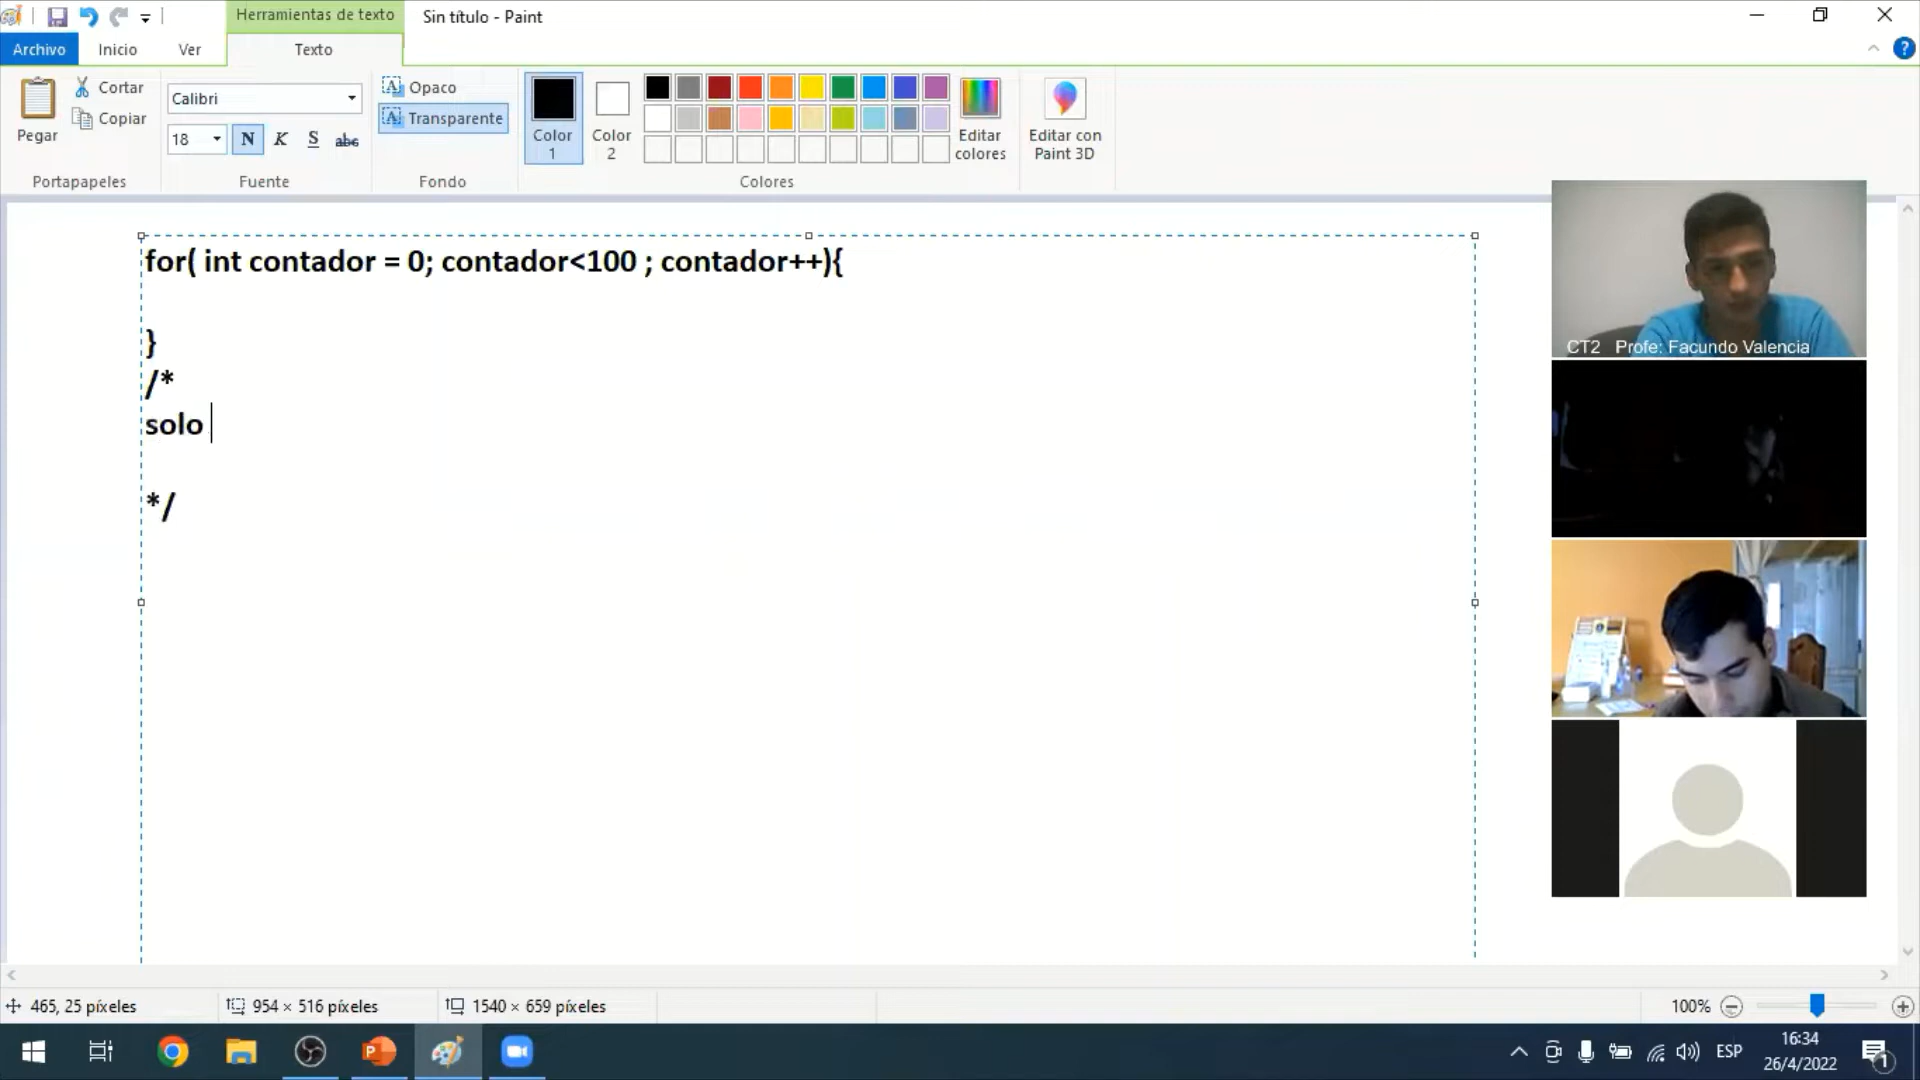 Herramientas de texto
Sin título - Paint
Archivo Inicio Ver Texto
Pegar
Cortar
Copiar
Portapapeles
Calibri
18 N K S abc
Fuente
Opaco
Transparente
Fondo
Color 1
Color 2
Editar colores
Colores
Editar con Paint 3D
for( int contador = 0; contador<100 ; contador++){
}
/*
solo
*/
CT2 Profe: Facundo Valencia
465, 25 píxeles
954 × 516 píxeles
1540 × 659 píxeles
100%
ESP
16:34
26/4/2022
1